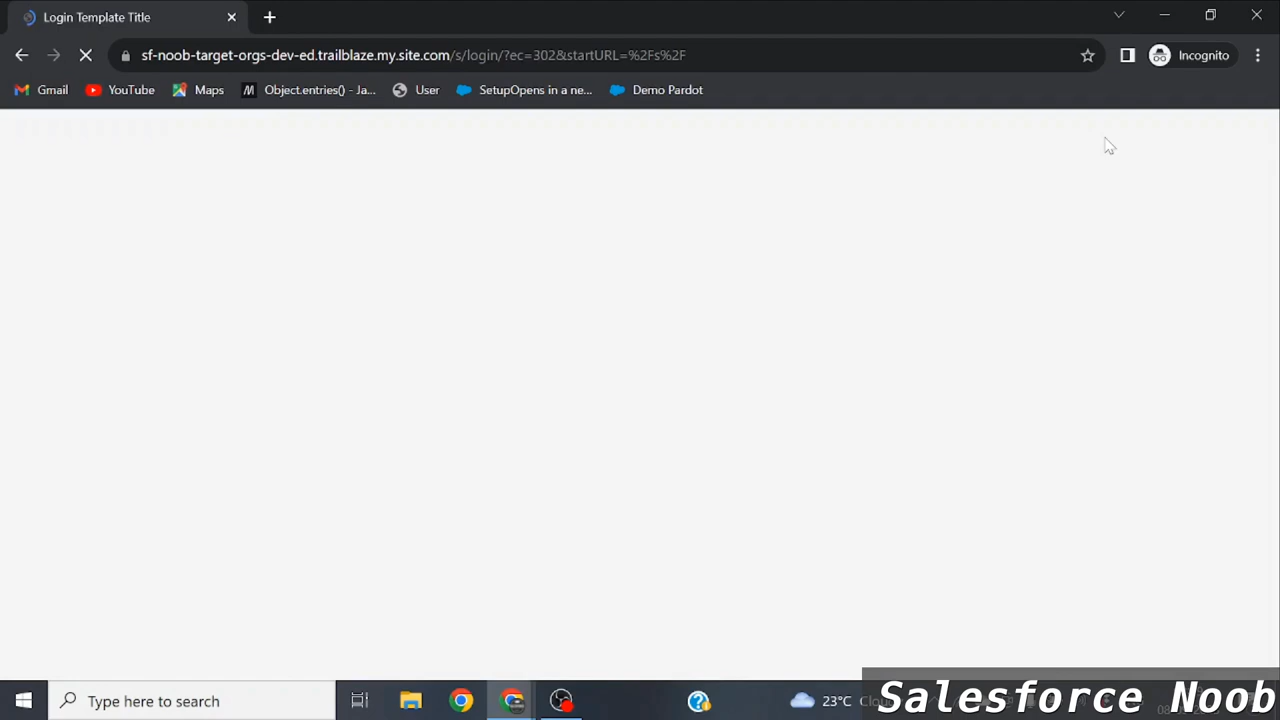 Login Template Title
sf-noob-target-orgs-dev-ed.trailblaze.my.site.com/s/login/?ec=302&startURL=%2Fs%2F
Incognito
Gmail
YouTube
Maps
Object.entries() - Ja...
User
SetupOpens in a ne...
Demo Pardot
Type here to search
23°C
Salesforce Noob